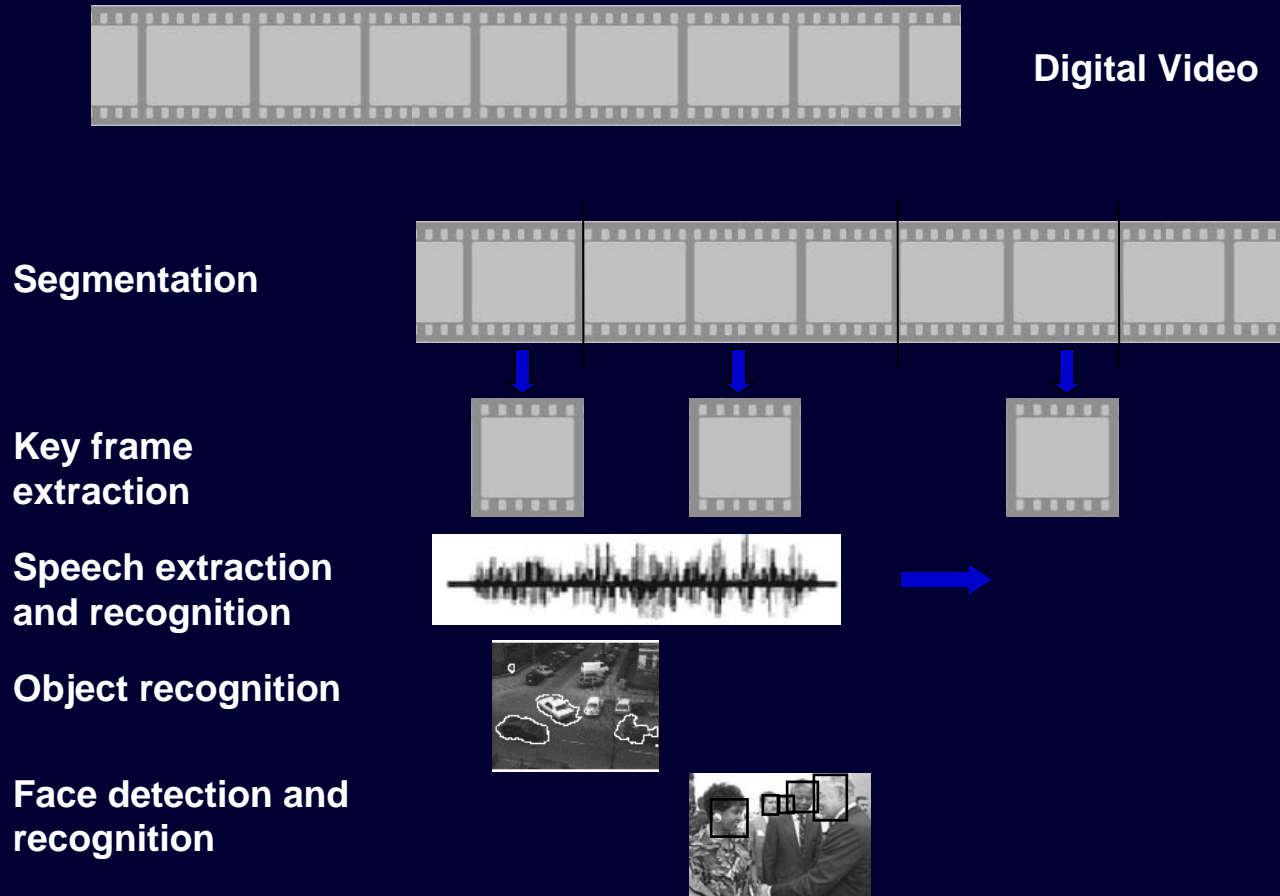 Digital Video
Segmentation
Key frame
extraction
Speech extraction
and recognition
Object recognition
Face detection and
recognition